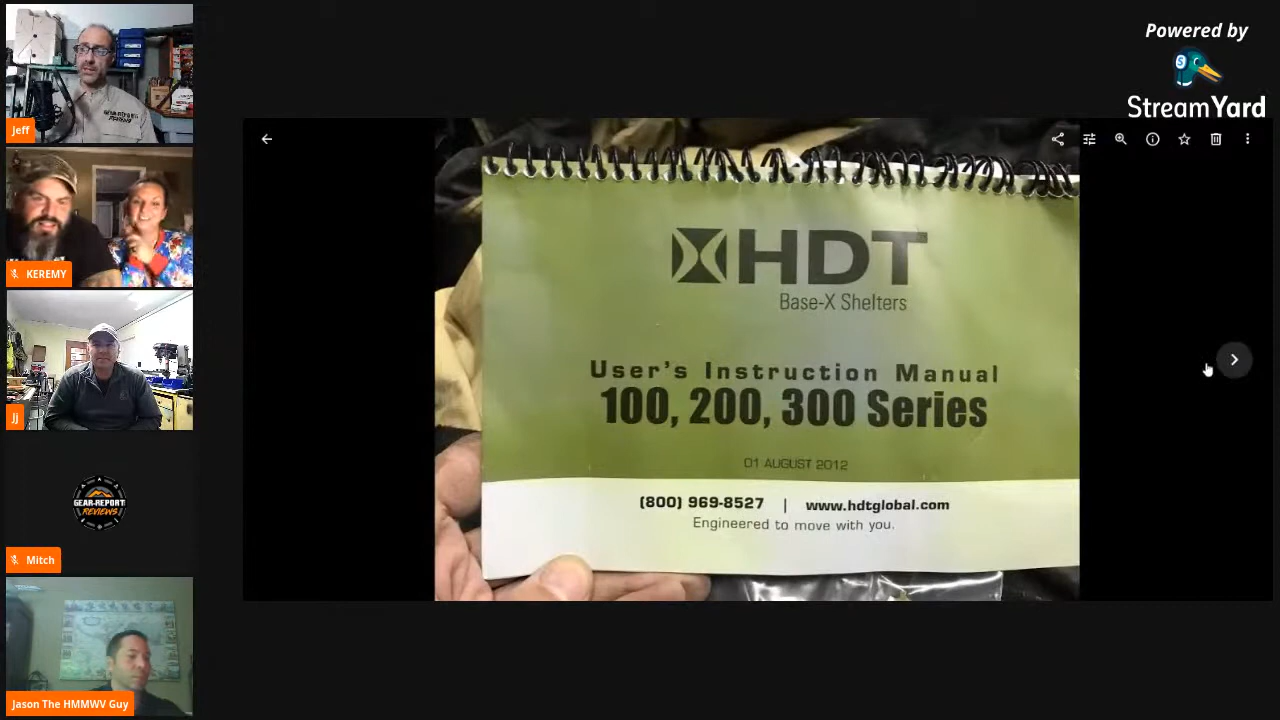 Powered by
StreamYard
Jeff
KEREMY
Jj
GEAR-REPORT
REVIEWS
Mitch
Jason The HMMWV Guy
HDT
Base-X Shelters
User's Instruction Manual
100, 200, 300 Series
01 AUGUST 2012
(800) 969-8527 | www.hdtglobal.com
Engineered to move with you.